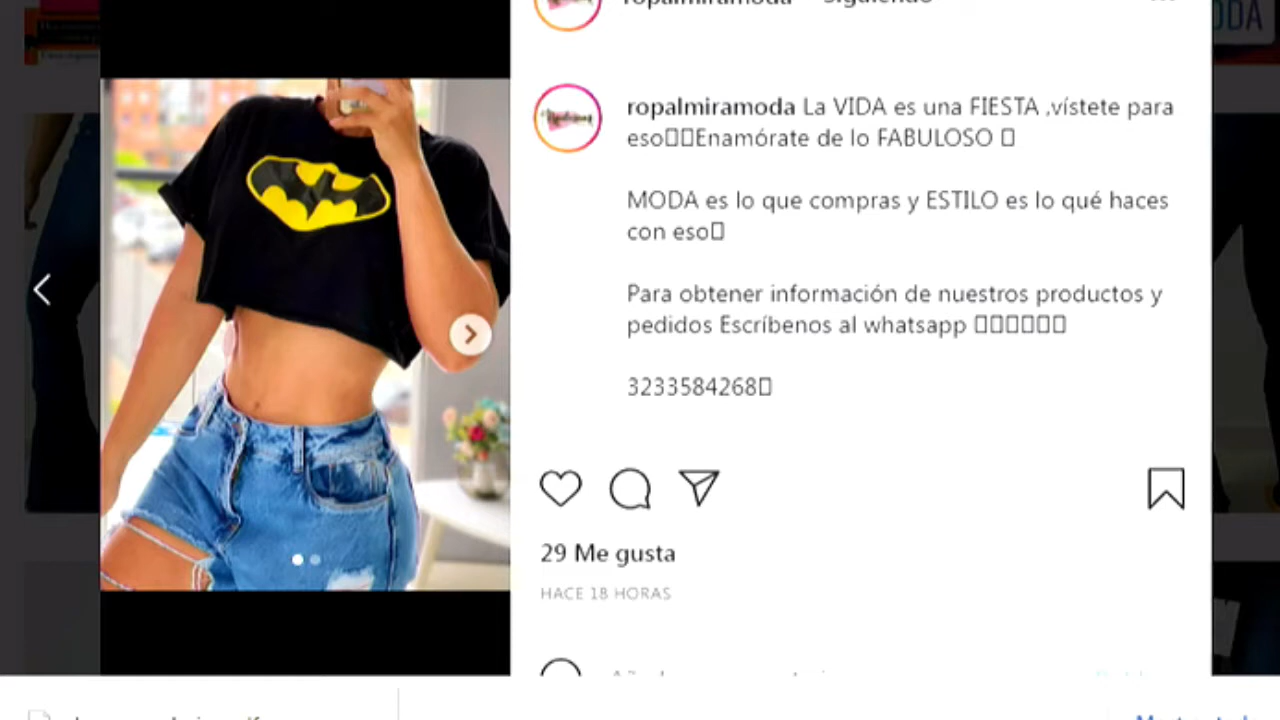 ropalmiramoda Siguiendo
ropalmiramoda La VIDA es una FIESTA ,vístete para
eso Enamórate de lo FABULOSO
MODA es lo que compras y ESTILO es lo qué haces
con eso
Para obtener información de nuestros productos y
pedidos Escríbenos al whatsapp
3233584268
29 Me gusta
HACE 18 HORAS